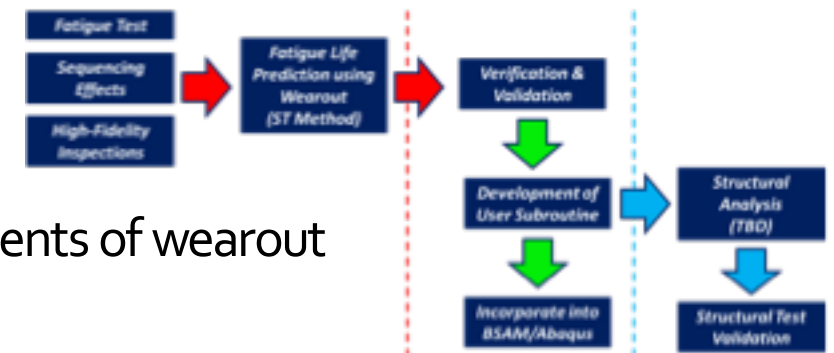 Fatigue Test
Sequencing
Effects
High-Fidelity
Inspections
Fatigue Life
Prediction using
Wearout
(ST Method)
Verification &
Validation
Development of
User Subroutine
Incorporate into
BSAM/Abaqus
Structural
Analysis
(TBD)
Structural Test
Validation
ents of wearout